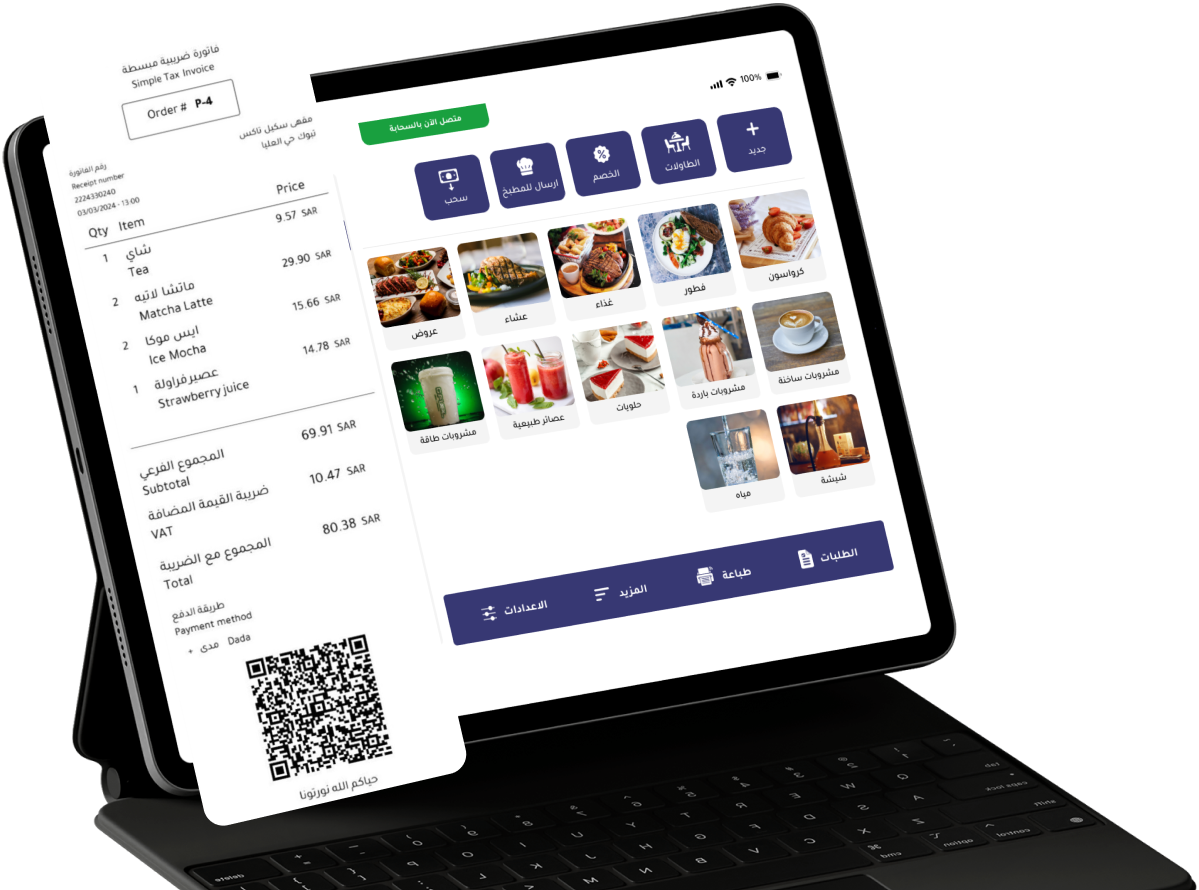 فاتورة ضريبية مبسطة
Simple Tax Invoice
Order # P-4
مقهى سكيل تاكس
تبوك حي العليا
رقم الفاتورة
Receipt number
2224330240
03/03/2024 - 13:00
Qty Item Price
1 شاي 9.57 SAR
Tea
2 ماتشا لاتيه 29.90 SAR
Matcha Latte
2 ايس موكا 15.66 SAR
Ice Mocha
1 عصيرفراولة 14.78 SAR
Strawberry juice
المجموع الفرعي 69.91 SAR
Subtotal
ضريبة القيمة المضافة 10.47 SAR
VAT
المجموع مع الضريبة 80.38 SAR
Total
طريقة الدفع
Payment method
+ مدى Dada
حياكم الله نورتونا
100%
متصل الآن بالسحابة
جديد
الطاولات
الخصم
ارسال للمطبخ
سحب
كرواسون
فطور
غذاء
عشاء
عروض
مشروبات ساخنة
مشروبات باردة
حلويات
عصائر طبيعية
مشروبات طاقة
شيشة
مياه
الطلبات
طباعة
المزيد
الاعدادات